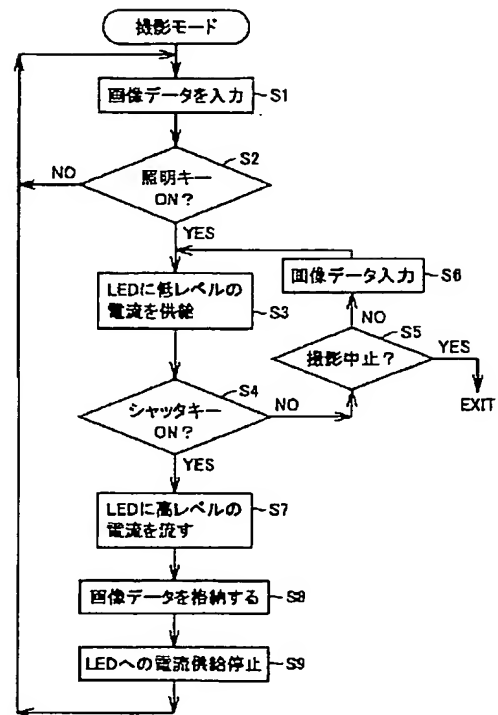 撮影モード
画像データを入力
S1
S2
照明キー
ON?
NO
YES
LEDに低レベルの
電流を供給
S3
画像データ入力
S6
NO
S5
撮影中止?
YES
EXIT
S4
シャッタキー
ON?
NO
YES
LEDに高レベルの
電流を流す
S7
画像データを格納する
S8
LEDへの電流供給停止
S9